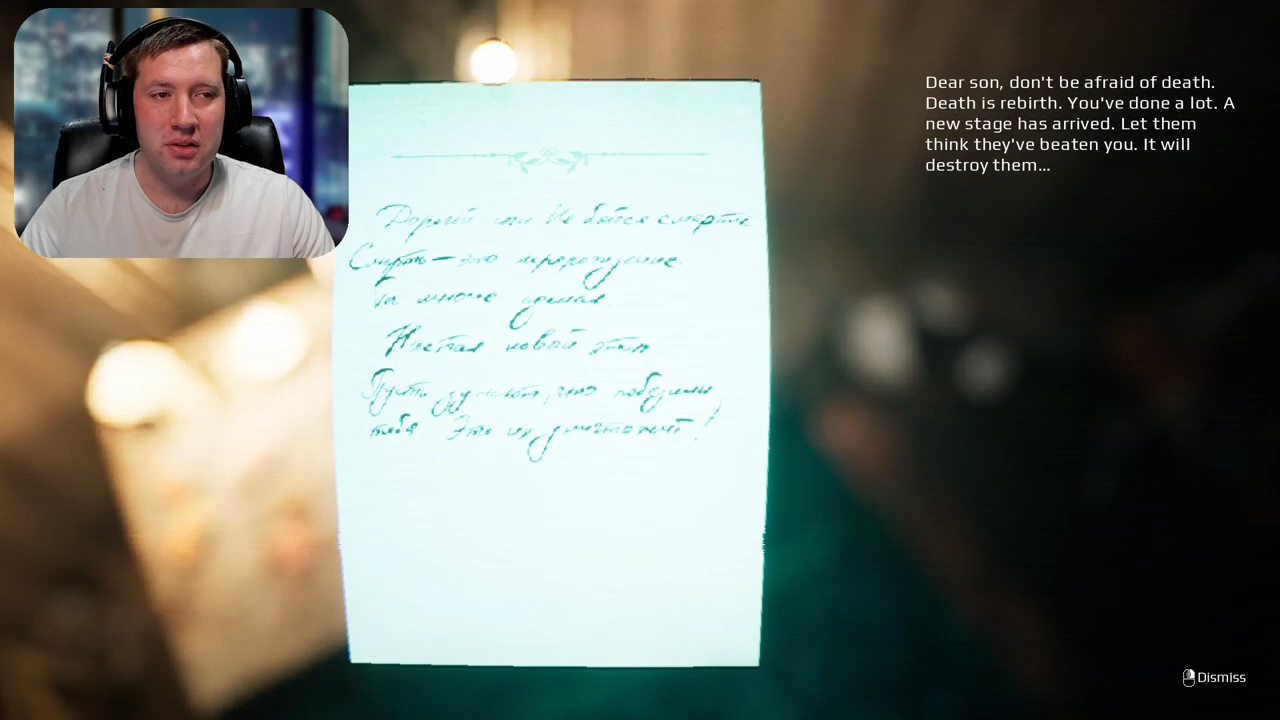 Дорогой сын Не бойся смерти
Смерть — это перерождение.
Ты много сделал
Настал новый этап
Пусть думают, что победили
тебя. Это их уничтожит!
Dear son, don't be afraid of death.
Death is rebirth. You've done a lot. A
new stage has arrived. Let them
think they've beaten you. It will
destroy them...
Dismiss